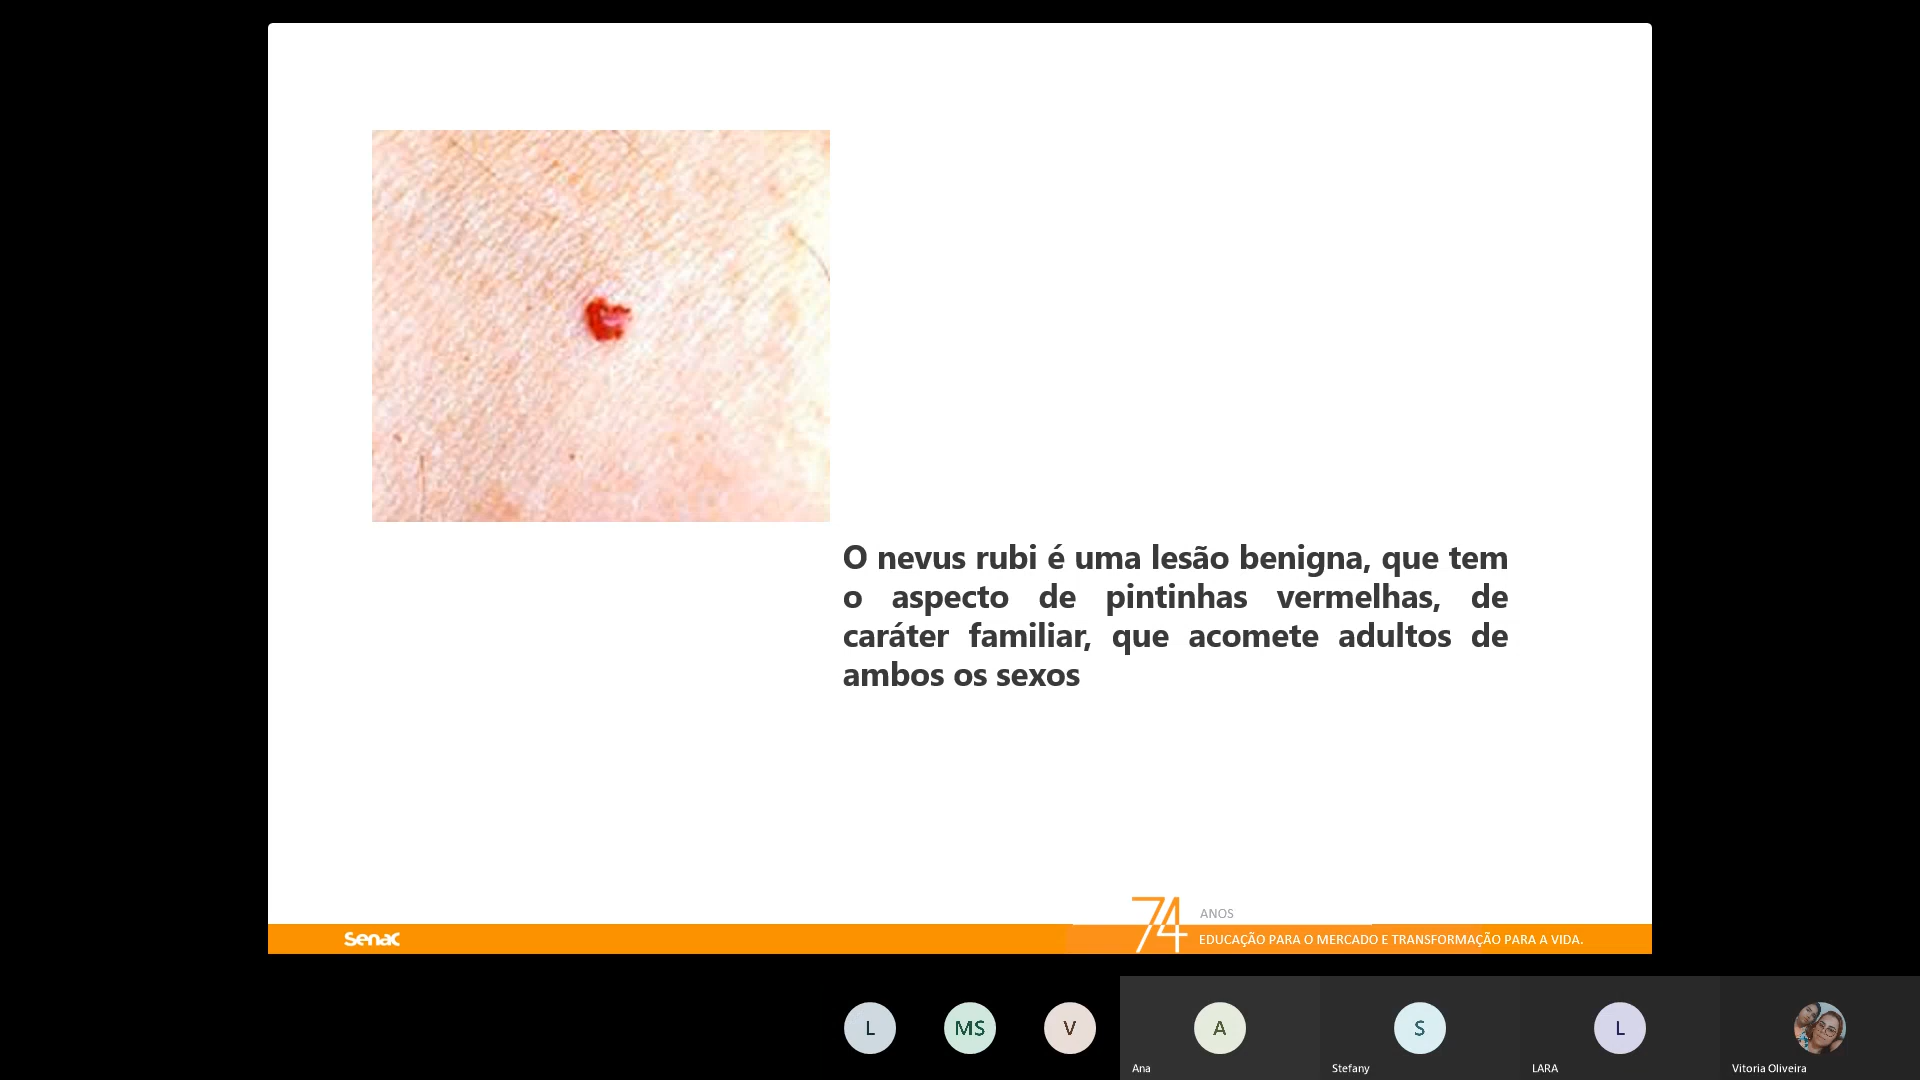 O nevus rubi é uma lesão benigna, que tem
o aspecto de pintinhas vermelhas, de
caráter familiar, que acomete adultos de
ambos os sexos
74 ANOS
senac
EDUCAÇÃO PARA O MERCADO E TRANSFORMAÇÃO PARA A VIDA.
L
MS
V
A
S
L
Ana
Stefany
LARA
Vitoria Oliveira